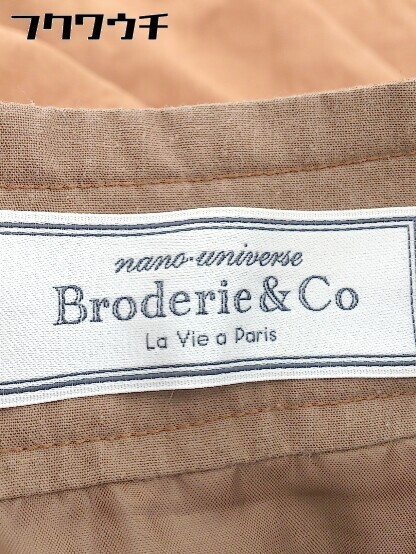 フクワウチ
nano·universe
Broderie & Co
La Vie a Paris